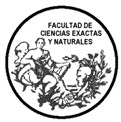 FACULTAD DE
CIENCIAS EXACTAS
Y NATURALES